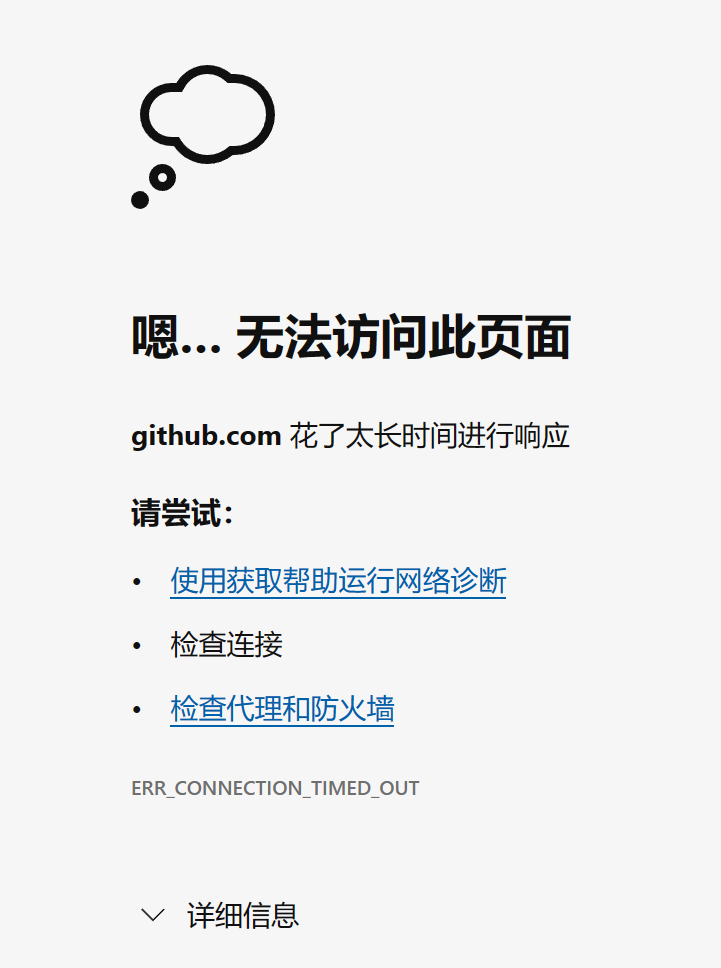 嗯… 无法访问此页面
github.com 花了太长时间进行响应
请尝试：
• 使用获取帮助运行网络诊断
• 检查连接
• 检查代理和防火墙
ERR_CONNECTION_TIMED_OUT
详细信息